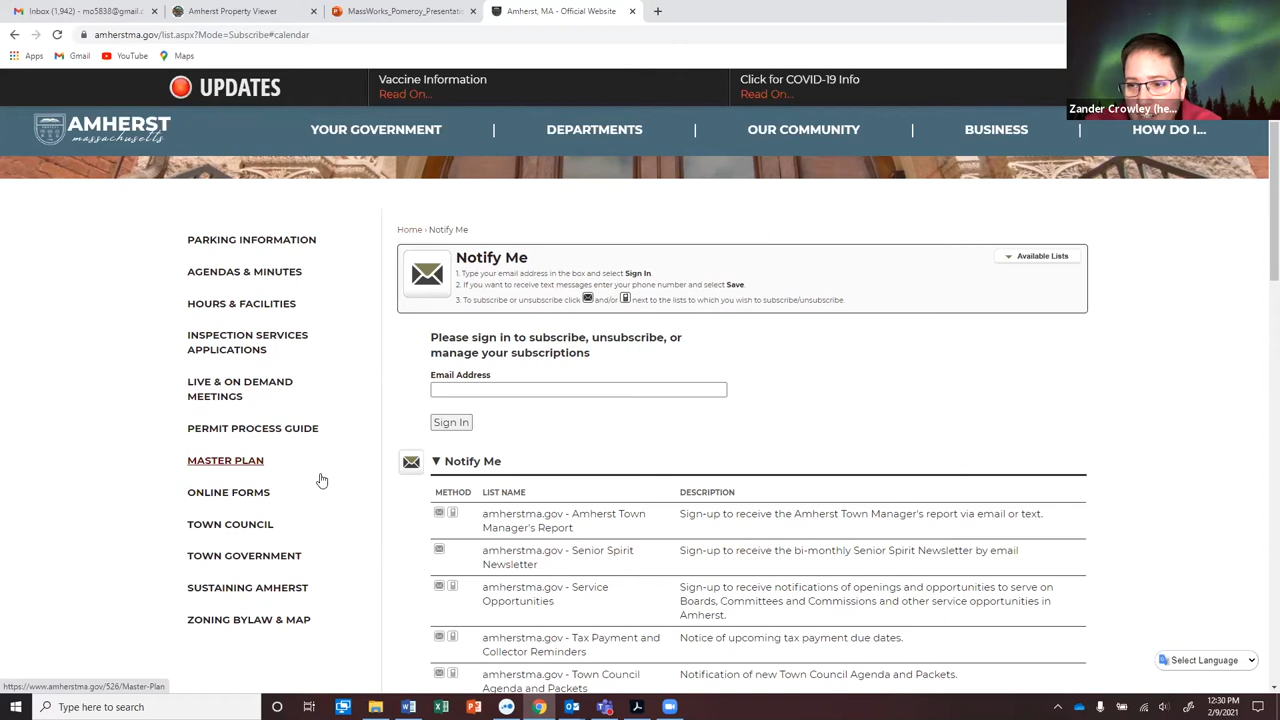 Inbox (1,942) - mo5838@gmail.c
Amherst Property Viewer
MassWorks_Pomeroy_Presentatio
Amherst, MA - Official Website
amherstma.gov/list.aspx?Mode=Subscribe#calendar
Apps
Gmail
YouTube
Maps
Zander Crowley (he...
UPDATES
Vaccine Information
Read On...
Click for COVID-19 Info
Read On...
AMHERST
massachusetts
YOUR GOVERNMENT
DEPARTMENTS
OUR COMMUNITY
BUSINESS
HOW DO I...
PARKING INFORMATION
AGENDAS & MINUTES
HOURS & FACILITIES
INSPECTION SERVICES
APPLICATIONS
LIVE & ON DEMAND
MEETINGS
PERMIT PROCESS GUIDE
MASTER PLAN
ONLINE FORMS
TOWN COUNCIL
TOWN GOVERNMENT
SUSTAINING AMHERST
ZONING BYLAW & MAP
Home › Notify Me
Notify Me
Available Lists
1. Type your email address in the box and select Sign In.
2. If you want to receive text messages enter your phone number and select Save.
3. To subscribe or unsubscribe click and/or next to the lists to which you wish to subscribe/unsubscribe.
Please sign in to subscribe, unsubscribe, or
manage your subscriptions
Email Address
Sign In
▼ Notify Me
METHOD LIST NAME DESCRIPTION
amherstma.gov - Amherst Town
Manager's Report
Sign-up to receive the Amherst Town Manager's report via email or text.
amherstma.gov - Senior Spirit
Newsletter
Sign-up to receive the bi-monthly Senior Spirit Newsletter by email
amherstma.gov - Service
Opportunities
Sign-up to receive notifications of openings and opportunities to serve on
Boards, Committees and Commissions and other service opportunities in
Amherst.
amherstma.gov - Tax Payment and
Collector Reminders
Notice of upcoming tax payment due dates.
amherstma.gov - Town Council
Agenda and Packets
Notification of new Town Council Agenda and Packets.
Select Language
https://www.amherstma.gov/526/Master-Plan
Type here to search
12:30 PM
2/9/2021